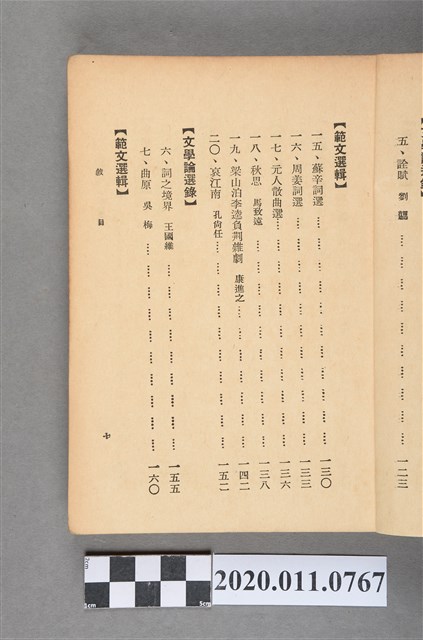 五、詮賦 劉勰………………………………一二三
【範文選輯】
一五、蘇辛詞選………………………………一三〇
一六、周姜詞選………………………………一三三
一七、元人散曲選………………………………一三六
一八、秋思 馬致遠………………………………一三八
一九、梁山泊李逵負荊雜劇 康進之………………………………一四二
二〇、哀江南 孔尚任………………………………一五二
【文學論選錄】
六、詞之境界 王國維………………………………一五五
七、曲原 吳梅………………………………一六〇
【範文選輯】
敘目
七
2cm
1cm
5cm
2020.011.0767